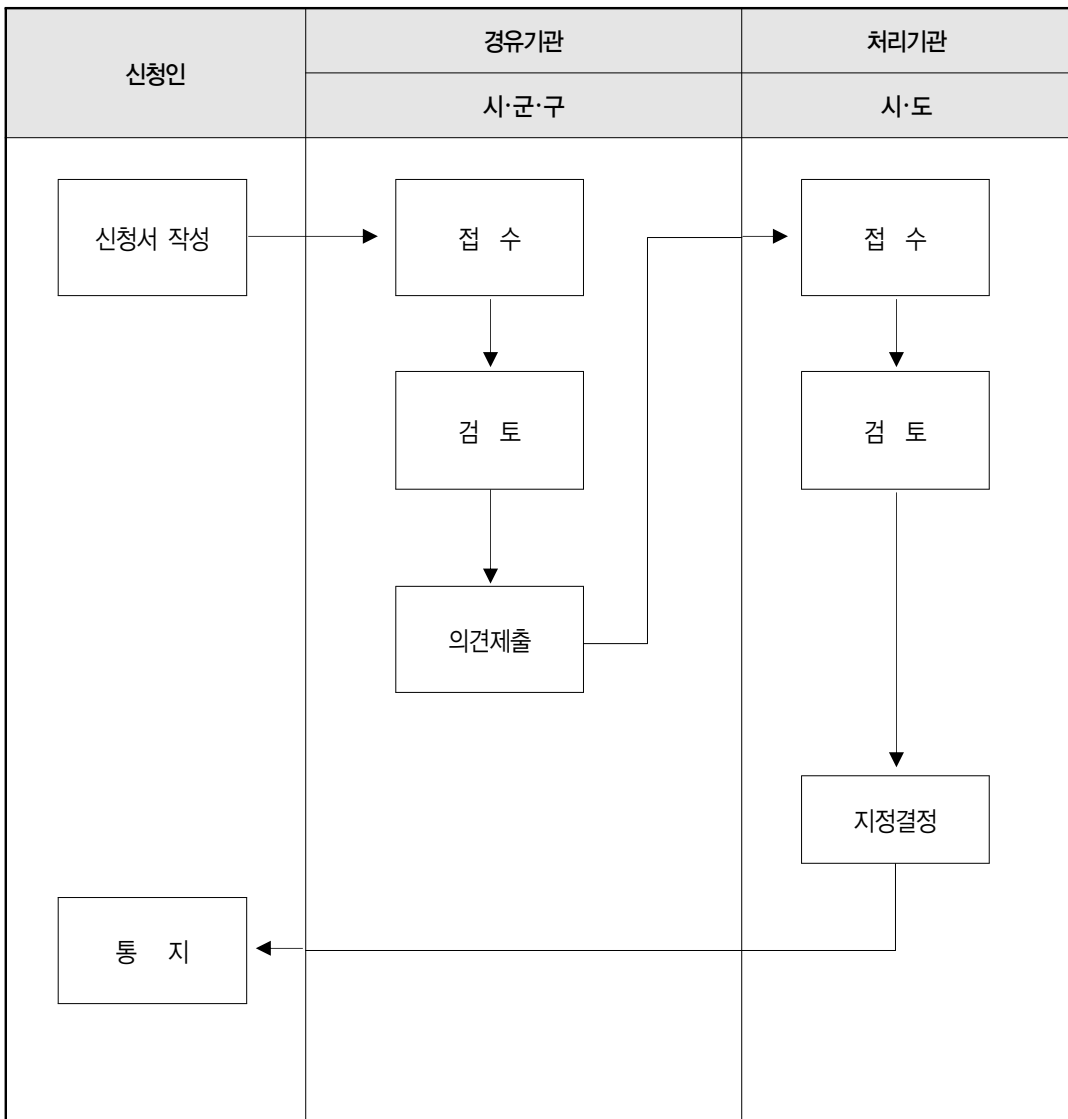 신청인
경유기관
처리기관
시·군·구
시·도
신청서 작성
접 수
접 수
검 토
검 토
의견제출
지정결정
통 지